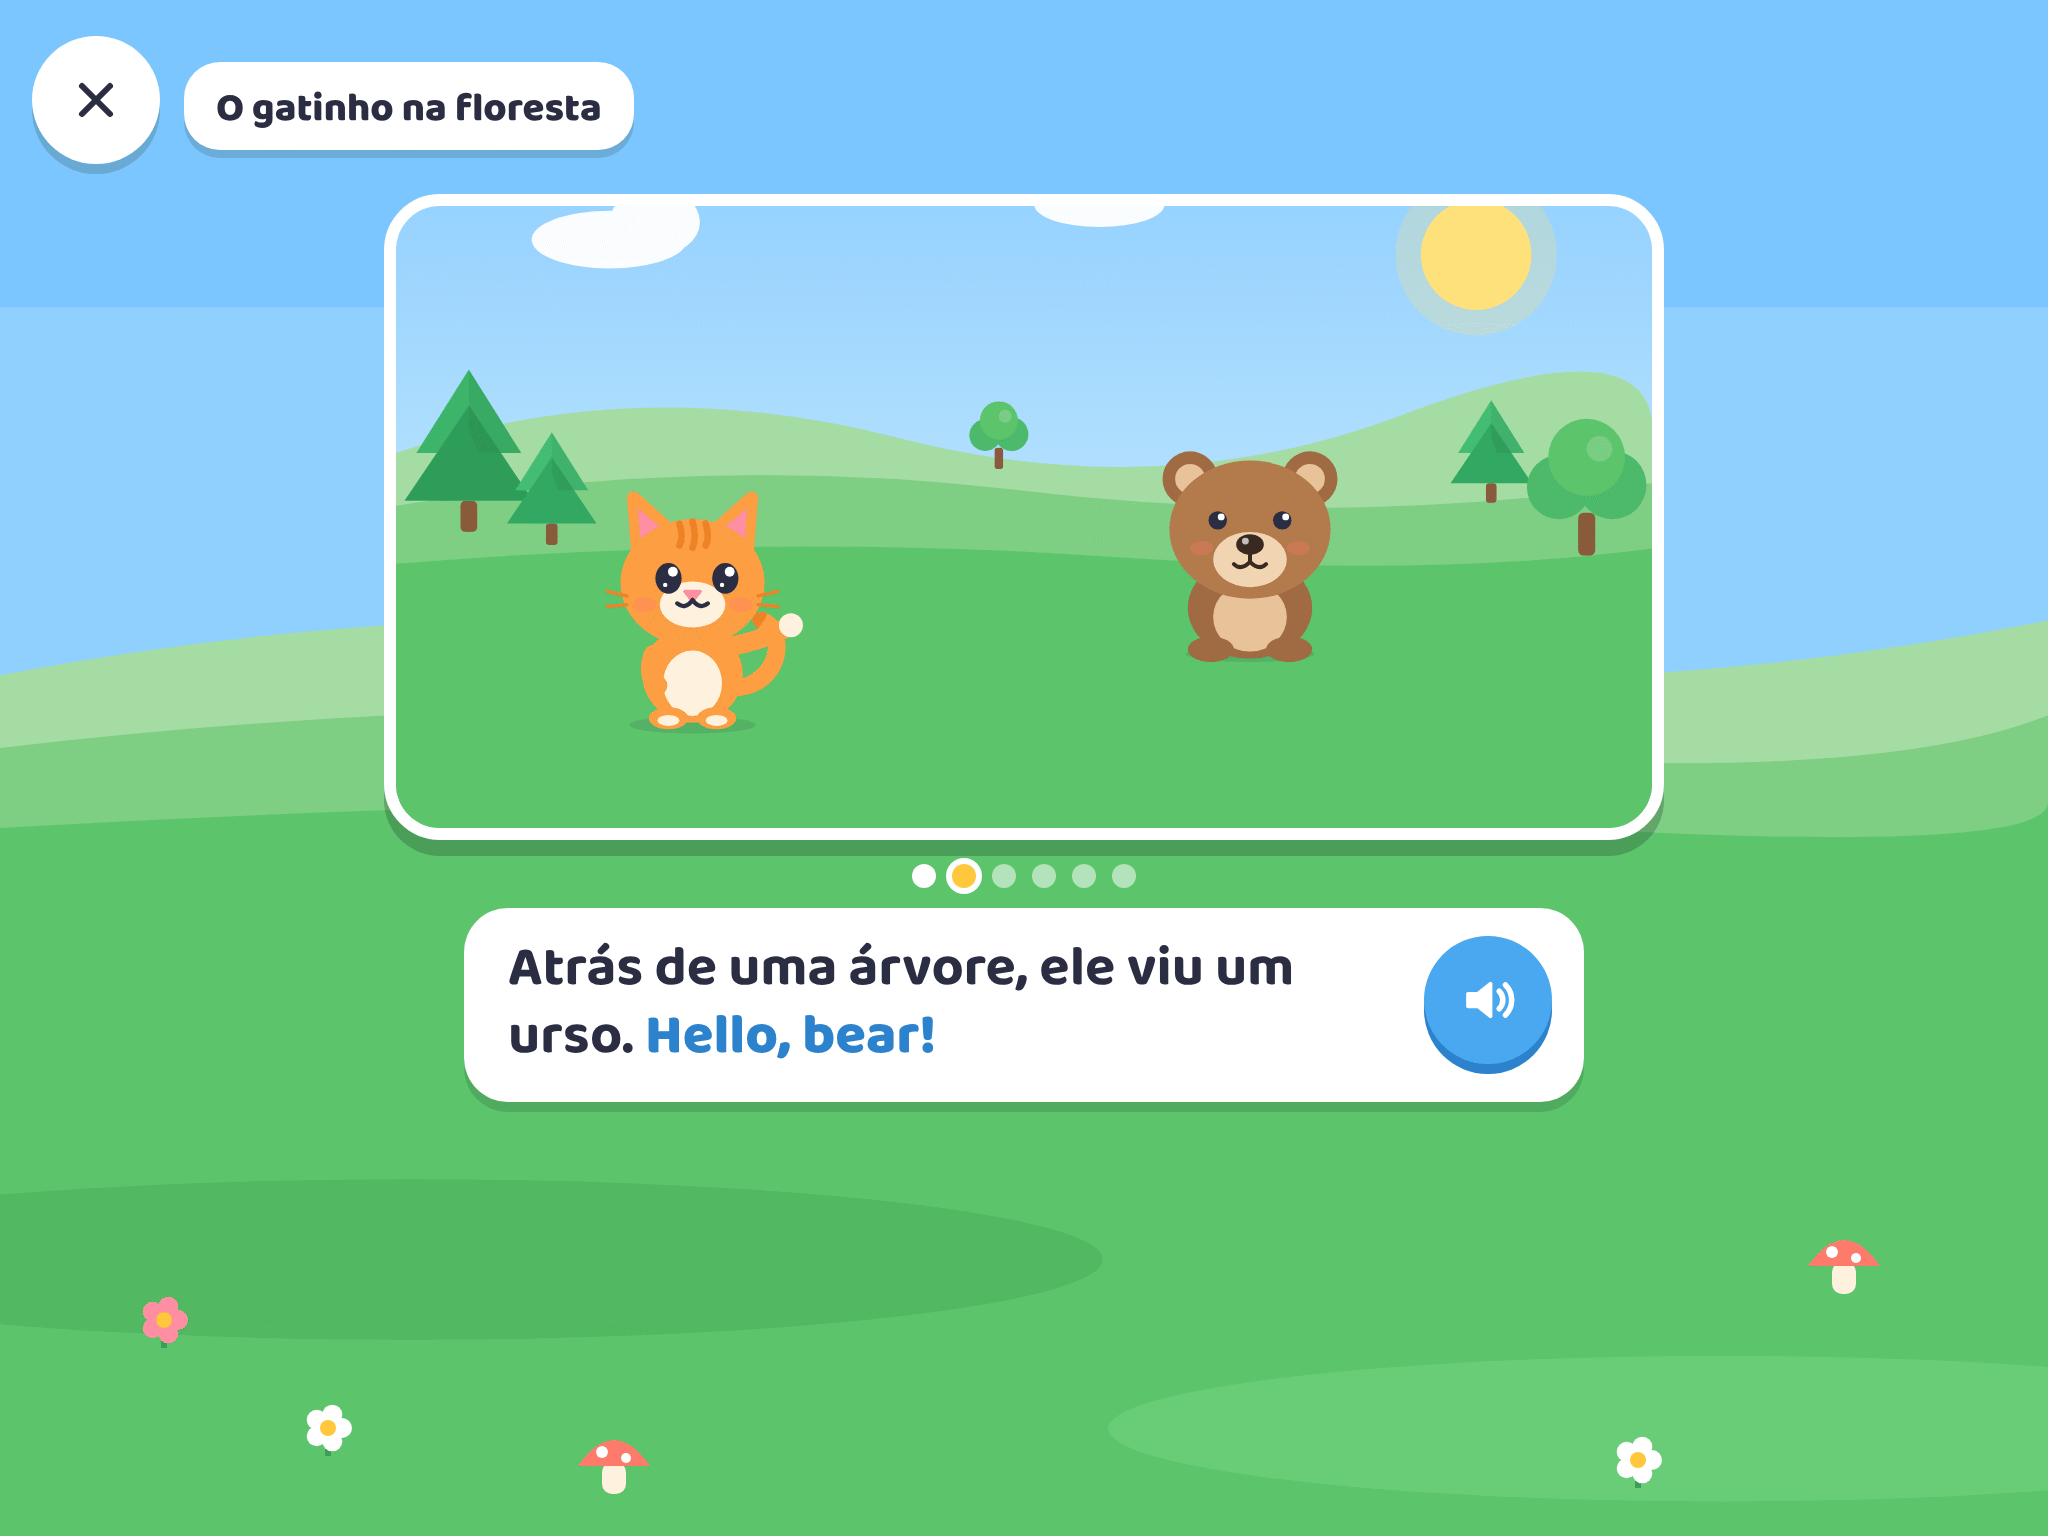 O gatinho na floresta
Atrás de uma árvore, ele viu um
urso. Hello, bear!